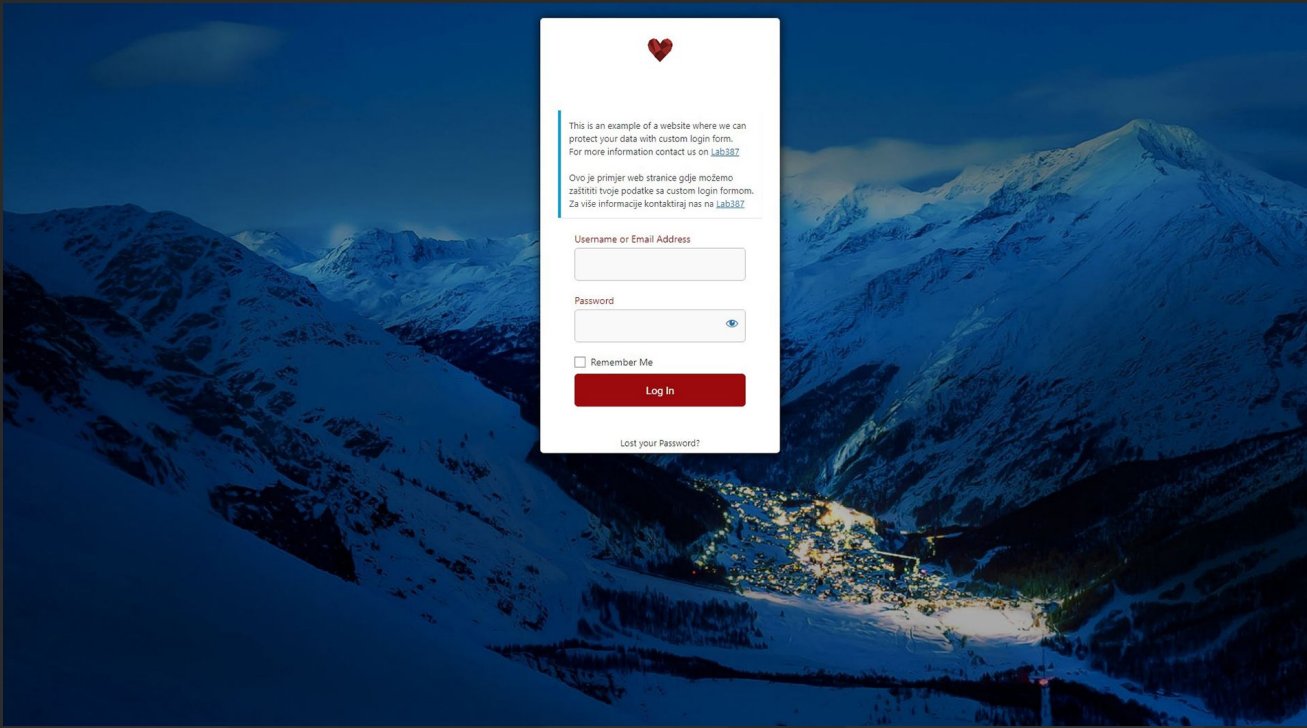 This is an example of a website where we can
protect your data with custom login form.
For more information contact us on Lab387
Ovo je primjer web stranice gdje možemo
zaštititi tvoje podatke sa custom login formom.
Za više informacije kontaktiraj nas na Lab387
Username or Email Address
Password
Remember Me
Log In
Lost your Password?